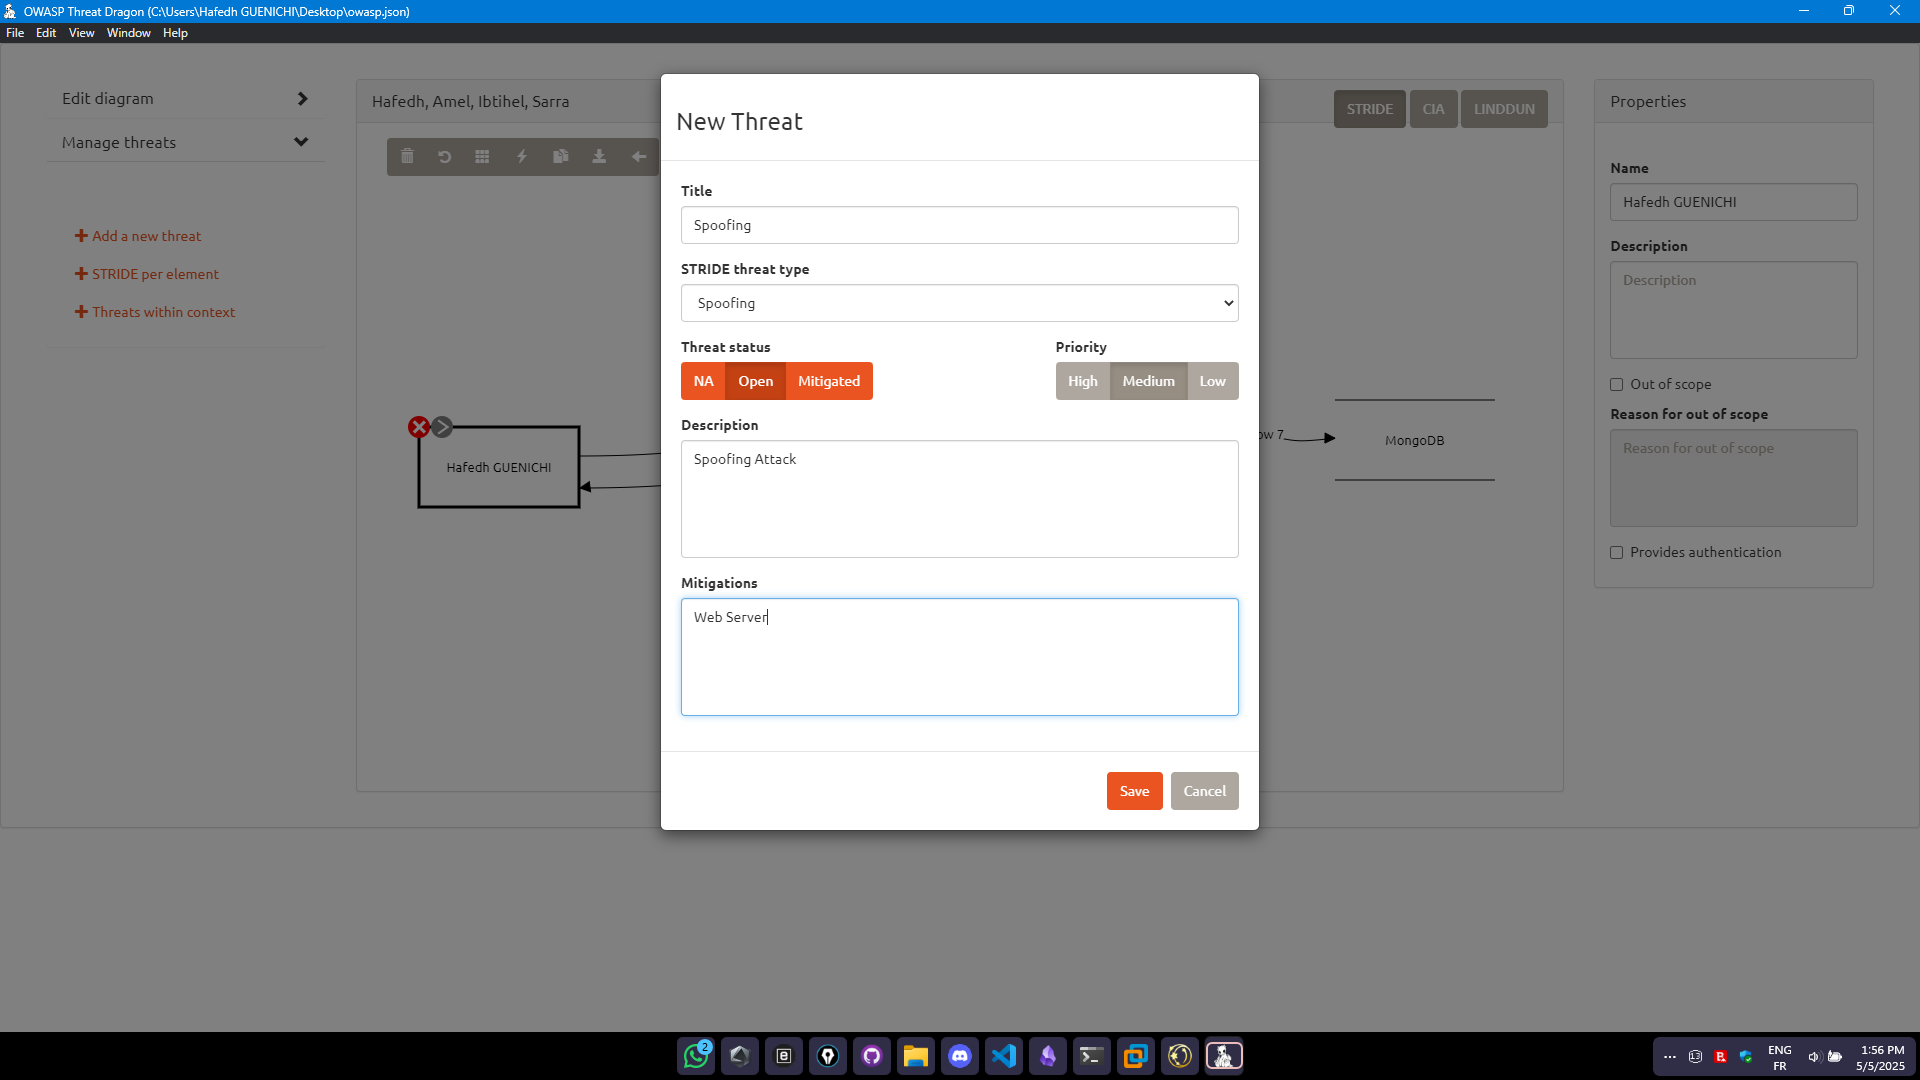 OWASP Threat Dragon (C:\Users\Hafedh GUENICHI\Desktop\owasp.json)
File Edit View Window Help
Edit diagram
Manage threats
Add a new threat
STRIDE per element
Threats within context
Hafedh, Amel, Ibtihel, Sarra
STRIDE CIA LINDDUN
Hafedh GUENICHI
ow 7
MongoDB
New Threat
Title
Spoofing
STRIDE threat type
Spoofing
Threat status
NA Open Mitigated
Priority
High Medium Low
Description
Spoofing Attack
Mitigations
Web Server
Save Cancel
Properties
Name
Hafedh GUENICHI
Description
Description
Out of scope
Reason for out of scope
Reason for out of scope
Provides authentication
2
ENG
FR
1:56 PM
5/5/2025